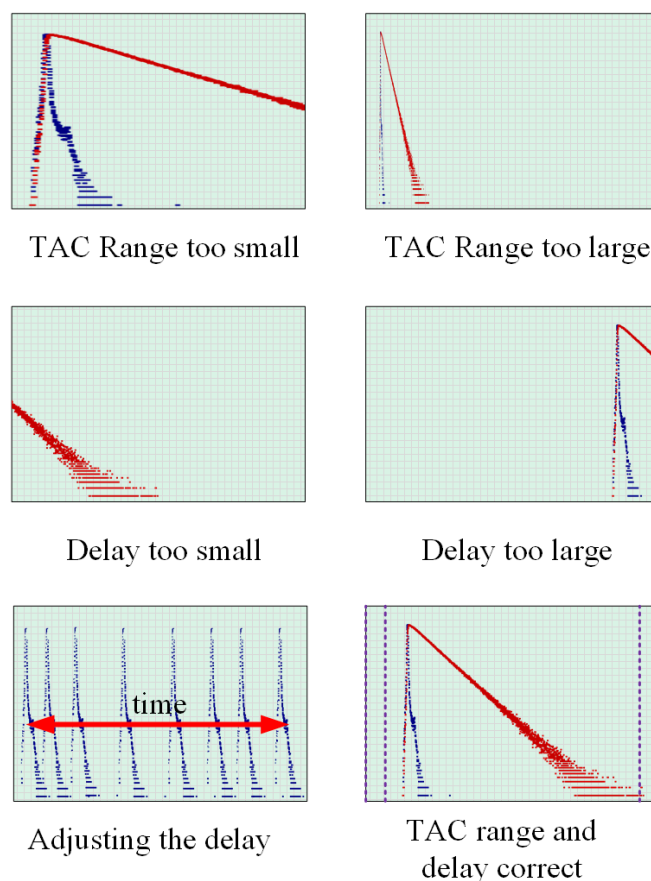 TAC Range too small
TAC Range too large
Delay too small
Delay too large
time
Adjusting the delay
TAC range and
delay correct